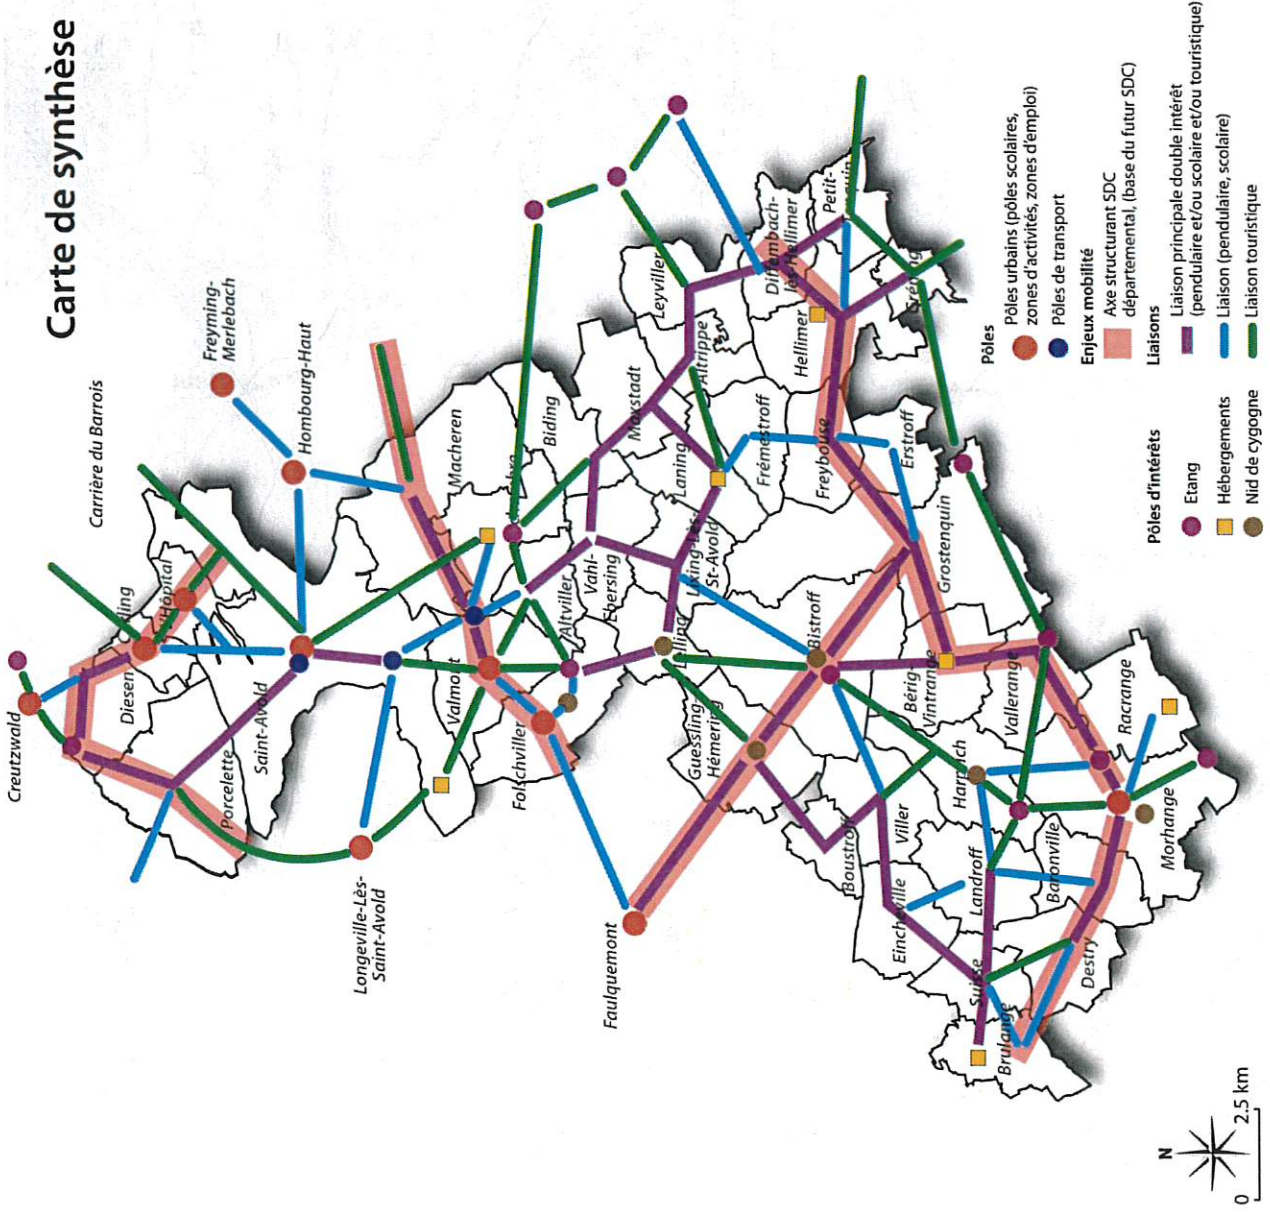 Carte de synthèse
Carrière du Barrois
Freyming-
Merlebach
Hombourg-Haut
Creutzwald
Diesen
L'Hôpital
Porcelette
Saint-Avold
Macheren
Valmont
Longeville-Lès-
Saint-Avold
Folschviller
Altviller
Biding
Vahl-
Ebersing
Maxstadt
Leyviller
Altrippe
Laning
Lixing-Lès-
St-Avold
Lelling
Frémestroff
Freybouse
Hellimer
Diffembach-
lès-Hellimer
Petit-
Gréning
Erstroff
Grostenquin
Bistroff
Guessling-
Hémering
Faulquemont
Boustroff
Viller
Eincheville
Landroff
Harprich
Bérig-
Vintrange
Vallerange
Racrange
Morhange
Baronville
Destry
Suisse
Brulange
Pôles
Pôles urbains (pôles scolaires,
zones d'activités, zones d'emploi)
Pôles de transport
Enjeux mobilité
Axe structurant SDC
départemental, (base du futur SDC)
Liaisons
Liaison principale double intérêt
(pendulaire et/ou scolaire et/ou touristique)
Liaison (pendulaire, scolaire)
Liaison touristique
Pôles d'intérêts
Etang
Hébergements
Nid de cygogne
N
0 2.5 km